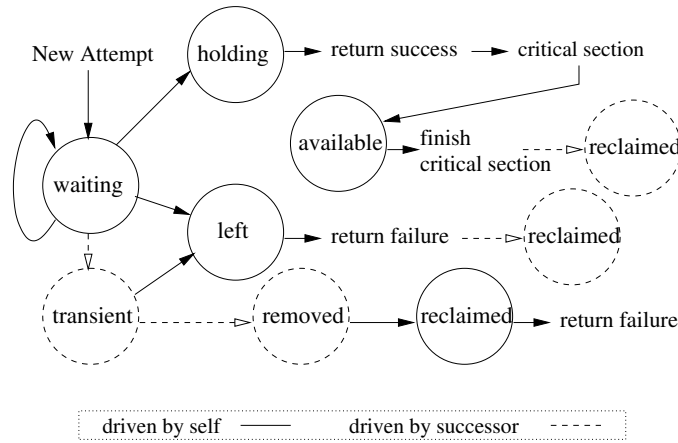 New Attempt
holding
return success
critical section
available
finish
critical section
reclaimed
waiting
left
return failure
reclaimed
transient
removed
reclaimed
return failure
driven by self
driven by successor